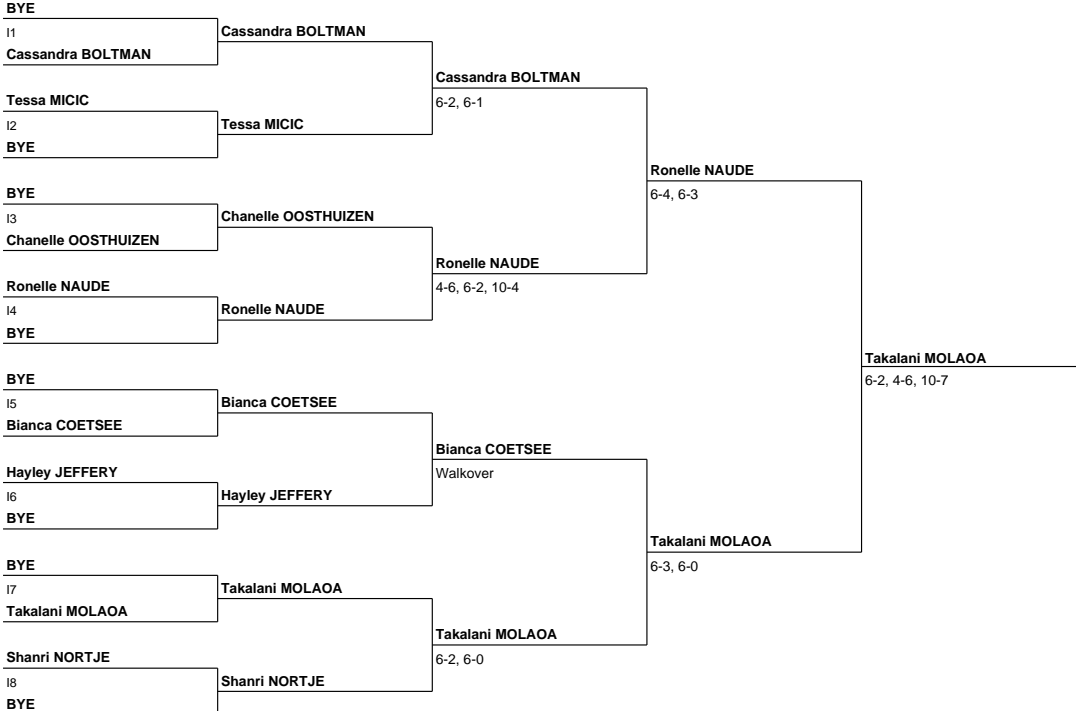 BYE
I1
Cassandra BOLTMAN
Tessa MICIC
I2
BYE
BYE
I3
Chanelle OOSTHUIZEN
Ronelle NAUDE
I4
BYE
BYE
I5
Bianca COETSEE
Hayley JEFFERY
I6
BYE
BYE
I7
Takalani MOLAOA
Shanri NORTJE
I8
BYE
Cassandra BOLTMAN
Tessa MICIC
Chanelle OOSTHUIZEN
Ronelle NAUDE
Bianca COETSEE
Hayley JEFFERY
Takalani MOLAOA
Shanri NORTJE
Cassandra BOLTMAN
6-2, 6-1
Ronelle NAUDE
4-6, 6-2, 10-4
Bianca COETSEE
Walkover
Takalani MOLAOA
6-2, 6-0
Ronelle NAUDE
6-4, 6-3
Takalani MOLAOA
6-3, 6-0
Takalani MOLAOA
6-2, 4-6, 10-7